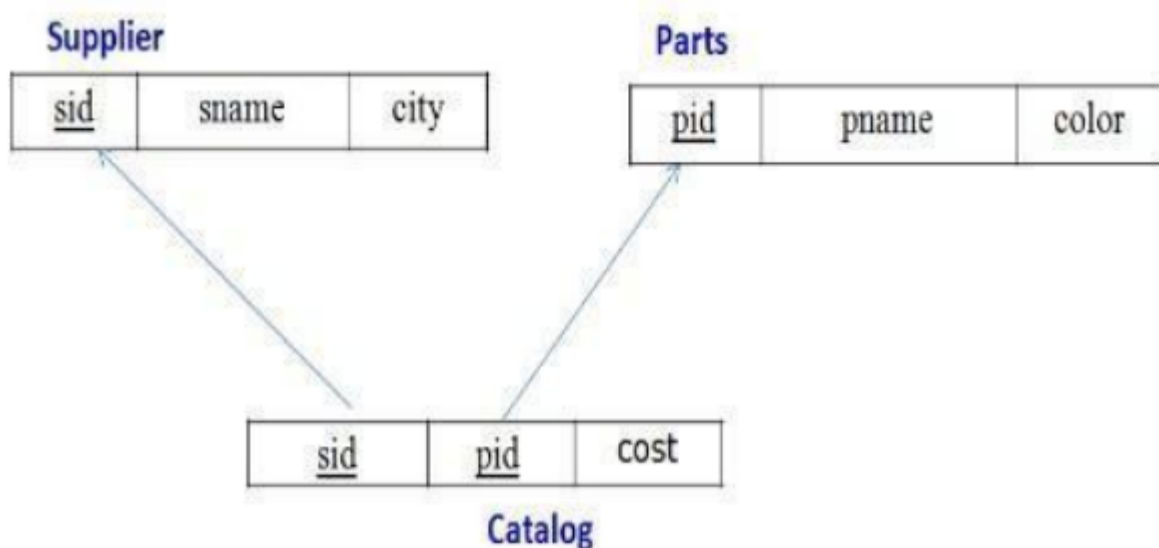 Supplier
Parts
sid sname city
pid pname color
sid pid cost
Catalog